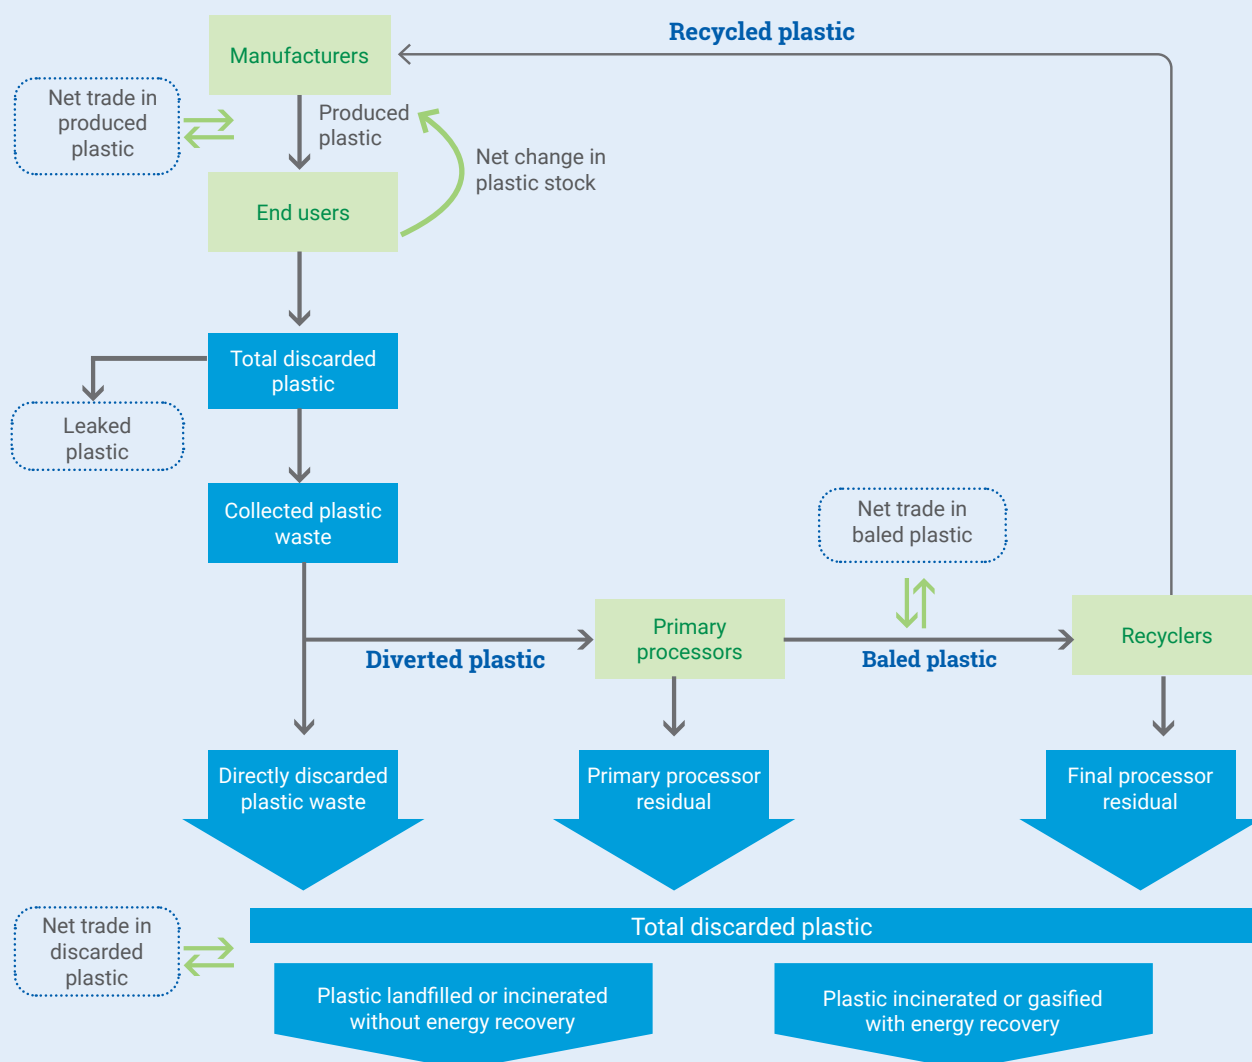 Recycled plastic
Manufacturers
Net trade in
produced
plastic
Produced
plastic
Net change in
plastic stock
End users
Total discarded
plastic
Leaked
plastic
Collected plastic
waste
Net trade in
baled plastic
Primary
processors
Recyclers
Diverted plastic
Baled plastic
Directly discarded
plastic waste
Primary processor
residual
Final processor
residual
Total discarded plastic
Net trade in
discarded
plastic
Plastic landfilled or incinerated
without energy recovery
Plastic incinerated or gasified
with energy recovery